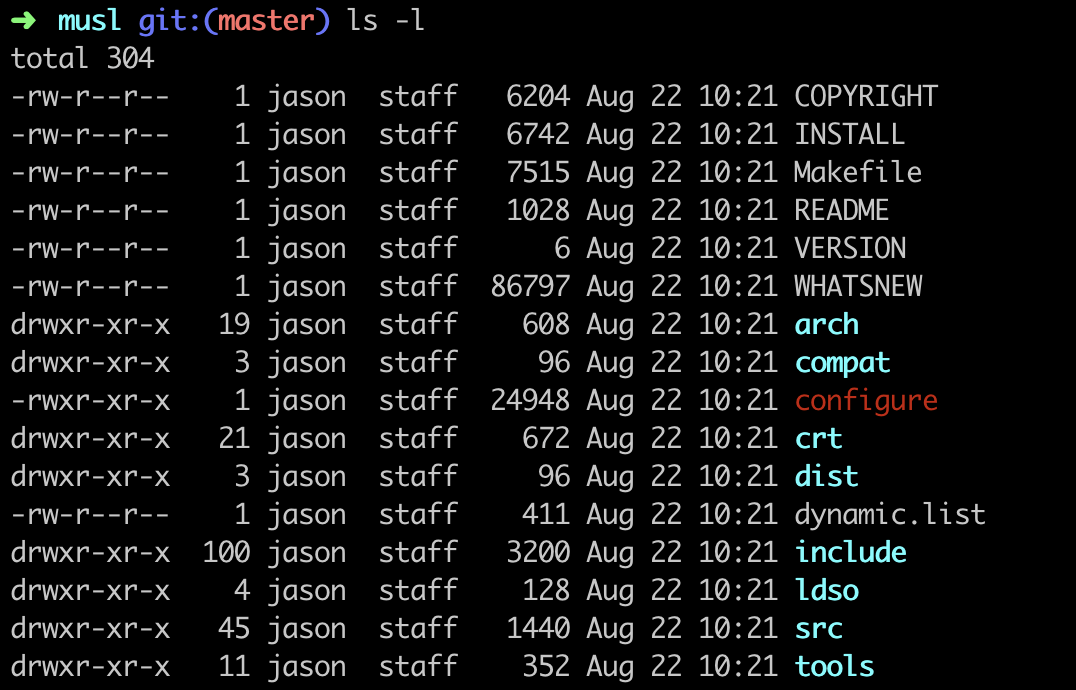 ➜  musl git:(master) ls -l
total 304
-rw-r--r--    1 jason  staff   6204 Aug 22 10:21 COPYRIGHT
-rw-r--r--    1 jason  staff   6742 Aug 22 10:21 INSTALL
-rw-r--r--    1 jason  staff   7515 Aug 22 10:21 Makefile
-rw-r--r--    1 jason  staff   1028 Aug 22 10:21 README
-rw-r--r--    1 jason  staff      6 Aug 22 10:21 VERSION
-rw-r--r--    1 jason  staff  86797 Aug 22 10:21 WHATSNEW
drwxr-xr-x   19 jason  staff    608 Aug 22 10:21 arch
drwxr-xr-x    3 jason  staff     96 Aug 22 10:21 compat
-rwxr-xr-x    1 jason  staff  24948 Aug 22 10:21 configure
drwxr-xr-x   21 jason  staff    672 Aug 22 10:21 crt
drwxr-xr-x    3 jason  staff     96 Aug 22 10:21 dist
-rw-r--r--    1 jason  staff    411 Aug 22 10:21 dynamic.list
drwxr-xr-x  100 jason  staff   3200 Aug 22 10:21 include
drwxr-xr-x    4 jason  staff    128 Aug 22 10:21 ldso
drwxr-xr-x   45 jason  staff   1440 Aug 22 10:21 src
drwxr-xr-x   11 jason  staff    352 Aug 22 10:21 tools